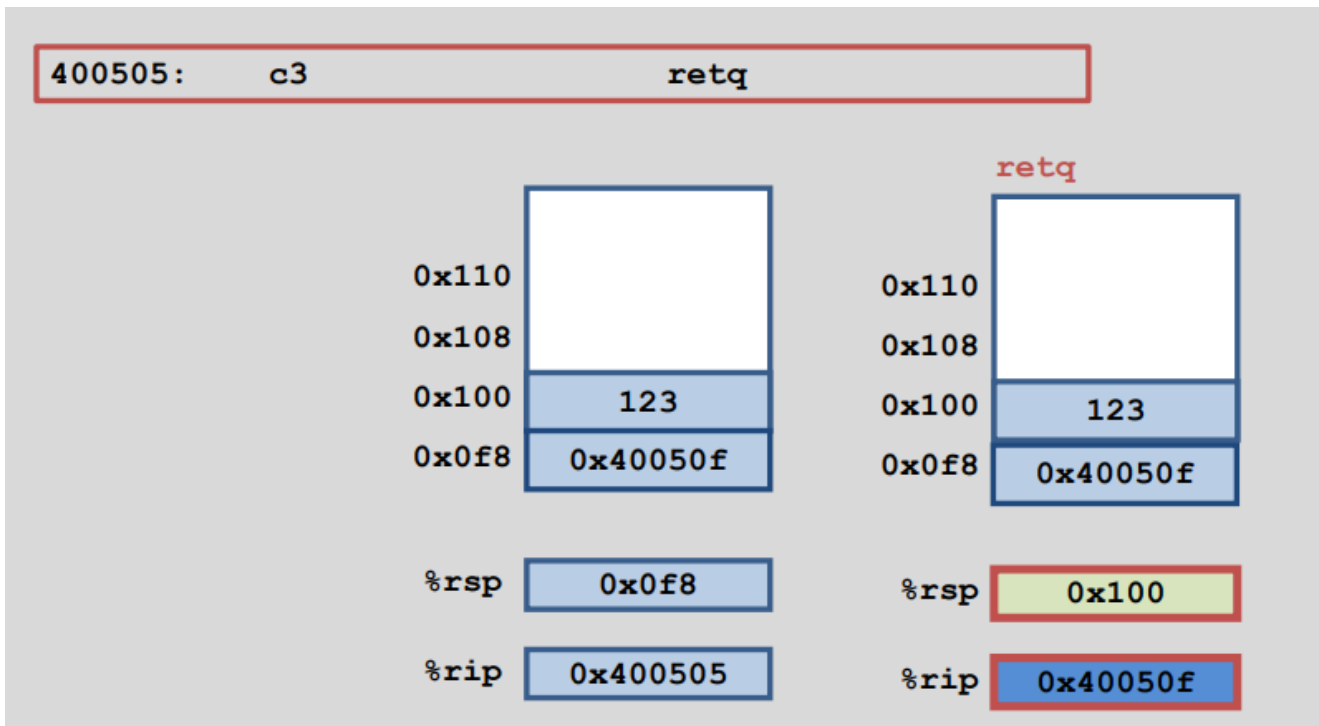 400505: c3 retq
retq
0x110
0x108
0x100 123
0x0f8 0x40050f
%rsp 0x0f8
%rip 0x400505
0x110
0x108
0x100 123
0x0f8 0x40050f
%rsp 0x100
%rip 0x40050f